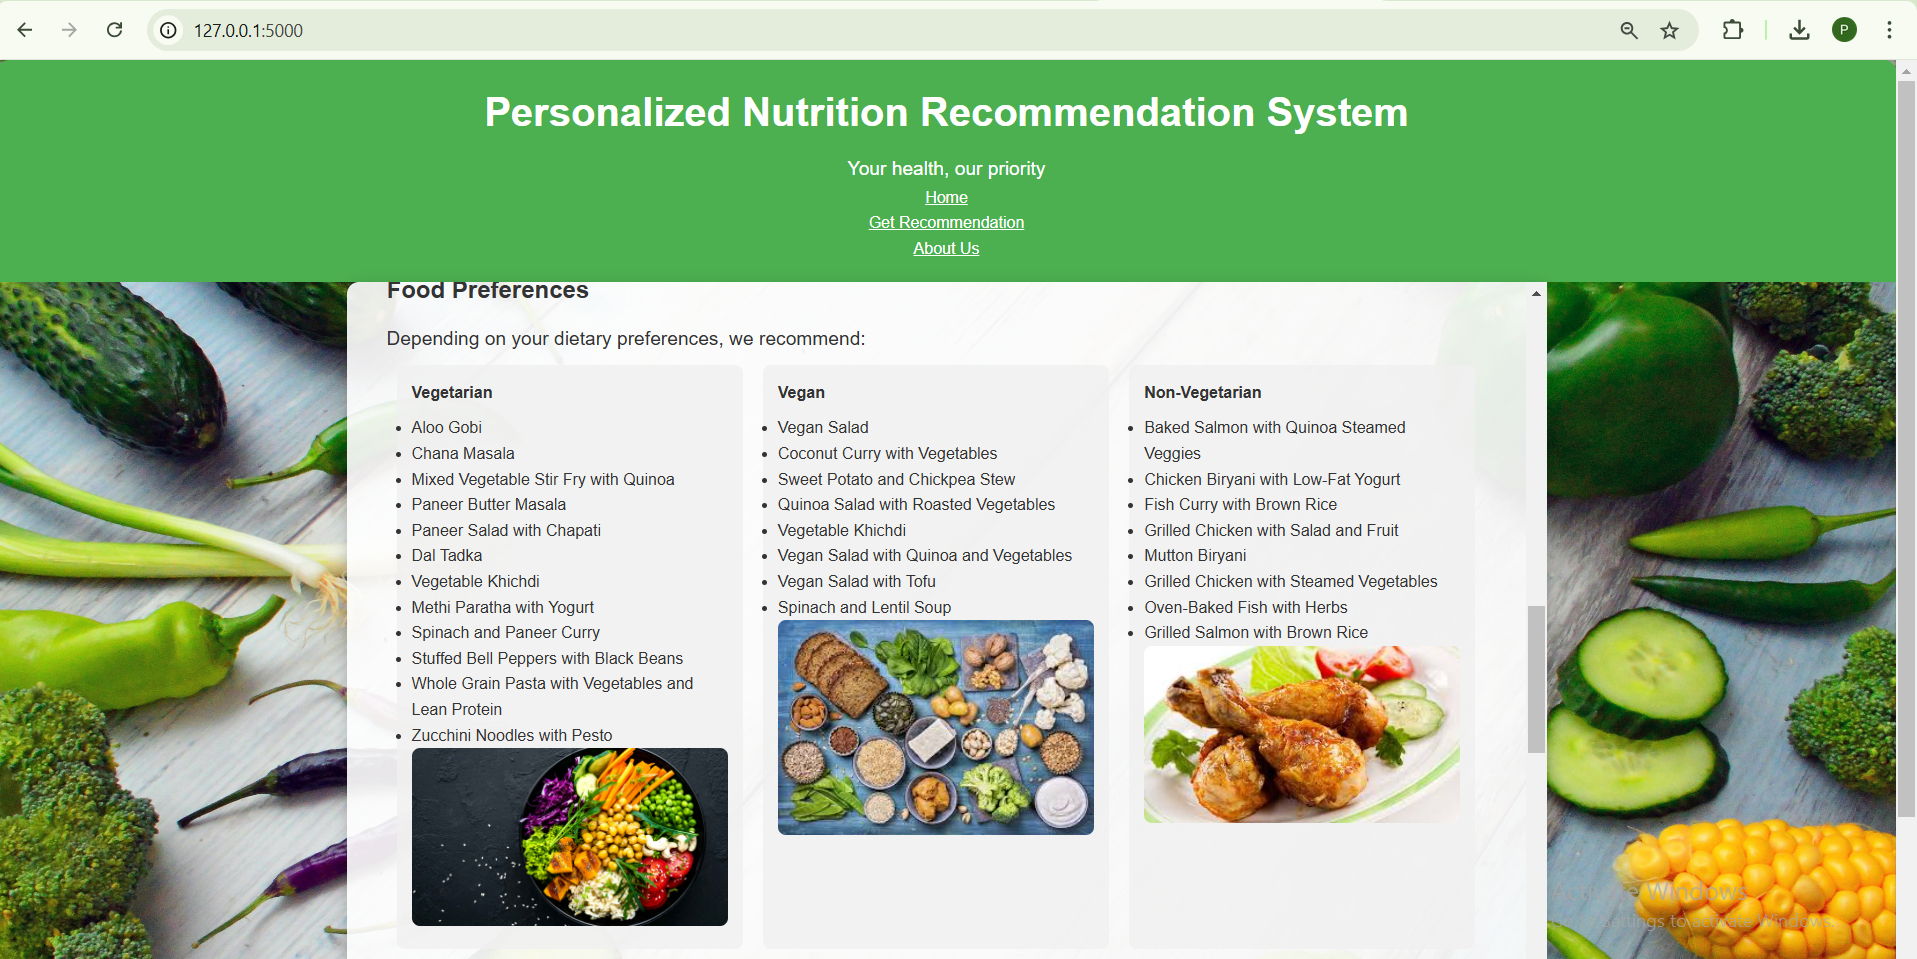 127.0.0.1:5000
P
Personalized Nutrition Recommendation System
Your health, our priority
Home
Get Recommendation
About Us
Food Preferences
Depending on your dietary preferences, we recommend:
Vegetarian
Aloo Gobi
Chana Masala
Mixed Vegetable Stir Fry with Quinoa
Paneer Butter Masala
Paneer Salad with Chapati
Dal Tadka
Vegetable Khichdi
Methi Paratha with Yogurt
Spinach and Paneer Curry
Stuffed Bell Peppers with Black Beans
Whole Grain Pasta with Vegetables and
Lean Protein
Zucchini Noodles with Pesto
Vegan
Vegan Salad
Coconut Curry with Vegetables
Sweet Potato and Chickpea Stew
Quinoa Salad with Roasted Vegetables
Vegetable Khichdi
Vegan Salad with Quinoa and Vegetables
Vegan Salad with Tofu
Spinach and Lentil Soup
Non-Vegetarian
Baked Salmon with Quinoa Steamed
Veggies
Chicken Biryani with Low-Fat Yogurt
Fish Curry with Brown Rice
Grilled Chicken with Salad and Fruit
Mutton Biryani
Grilled Chicken with Steamed Vegetables
Oven-Baked Fish with Herbs
Grilled Salmon with Brown Rice
Windows
to activate Windows.